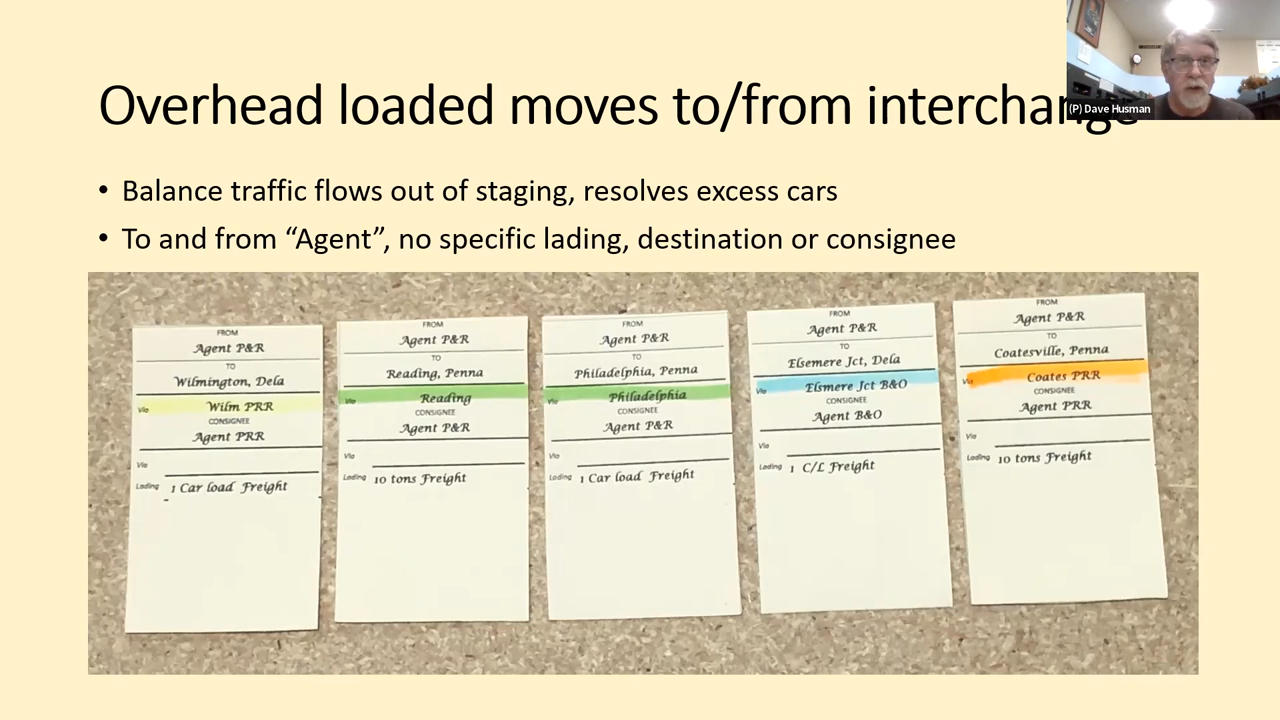 Overhead loaded moves to/from interchange
(P) Dave Husman
• Balance traffic flows out of staging, resolves excess cars
• To and from “Agent”, no specific lading, destination or consignee
FROM
Agent P&R
TO
Wilmington, Dela
Via Wilm PRR
CONSIGNEE
Agent PRR
Via
Lading 1 Car load Freight
FROM
Agent P&R
TO
Reading, Penna
Via Reading
CONSIGNEE
Agent P&R
Via
Lading 10 tons Freight
FROM
Agent P&R
TO
Philadelphia, Penna
Via Philadelphia
CONSIGNEE
Agent P&R
Via
Lading 1 Car load Freight
FROM
Agent P&R
TO
Elsemere Jct, Dela
Via Elsmere Jct B&O
CONSIGNEE
Agent B&O
Via
Lading 1 C/L Freight
FROM
Agent P&R
TO
Coatesville, Penna
Via Coates PRR
CONSIGNEE
Agent PRR
Via
Lading 10 tons Freight